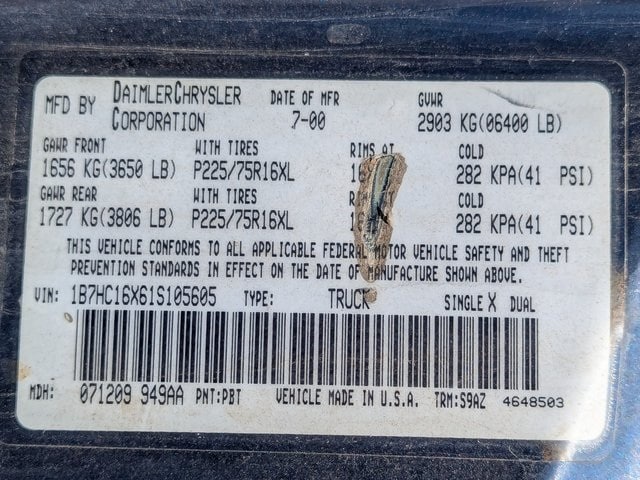 MFD BY DAIMLERCHRYSLER CORPORATION DATE OF MFR 7-00 GVWR 2903 KG(06400 LB)
GAWR FRONT WITH TIRES RIMS AT COLD
1656 KG(3650 LB) P225/75R16XL 282 KPA(41 PSI)
GAWR REAR WITH TIRES COLD
1727 KG(3806 LB) P225/75R16XL 282 KPA(41 PSI)
THIS VEHICLE CONFORMS TO ALL APPLICABLE FEDERAL MOTOR VEHICLE SAFETY AND THEFT
PREVENTION STANDARDS IN EFFECT ON THE DATE OF MANUFACTURE SHOWN ABOVE.
VIN: 1B7HC16X61S105605 TYPE: TRUCK SINGLE X DUAL
MDH: 071209 949AA PNT:PBT VEHICLE MADE IN U.S.A. TRM:S9AZ 4648503